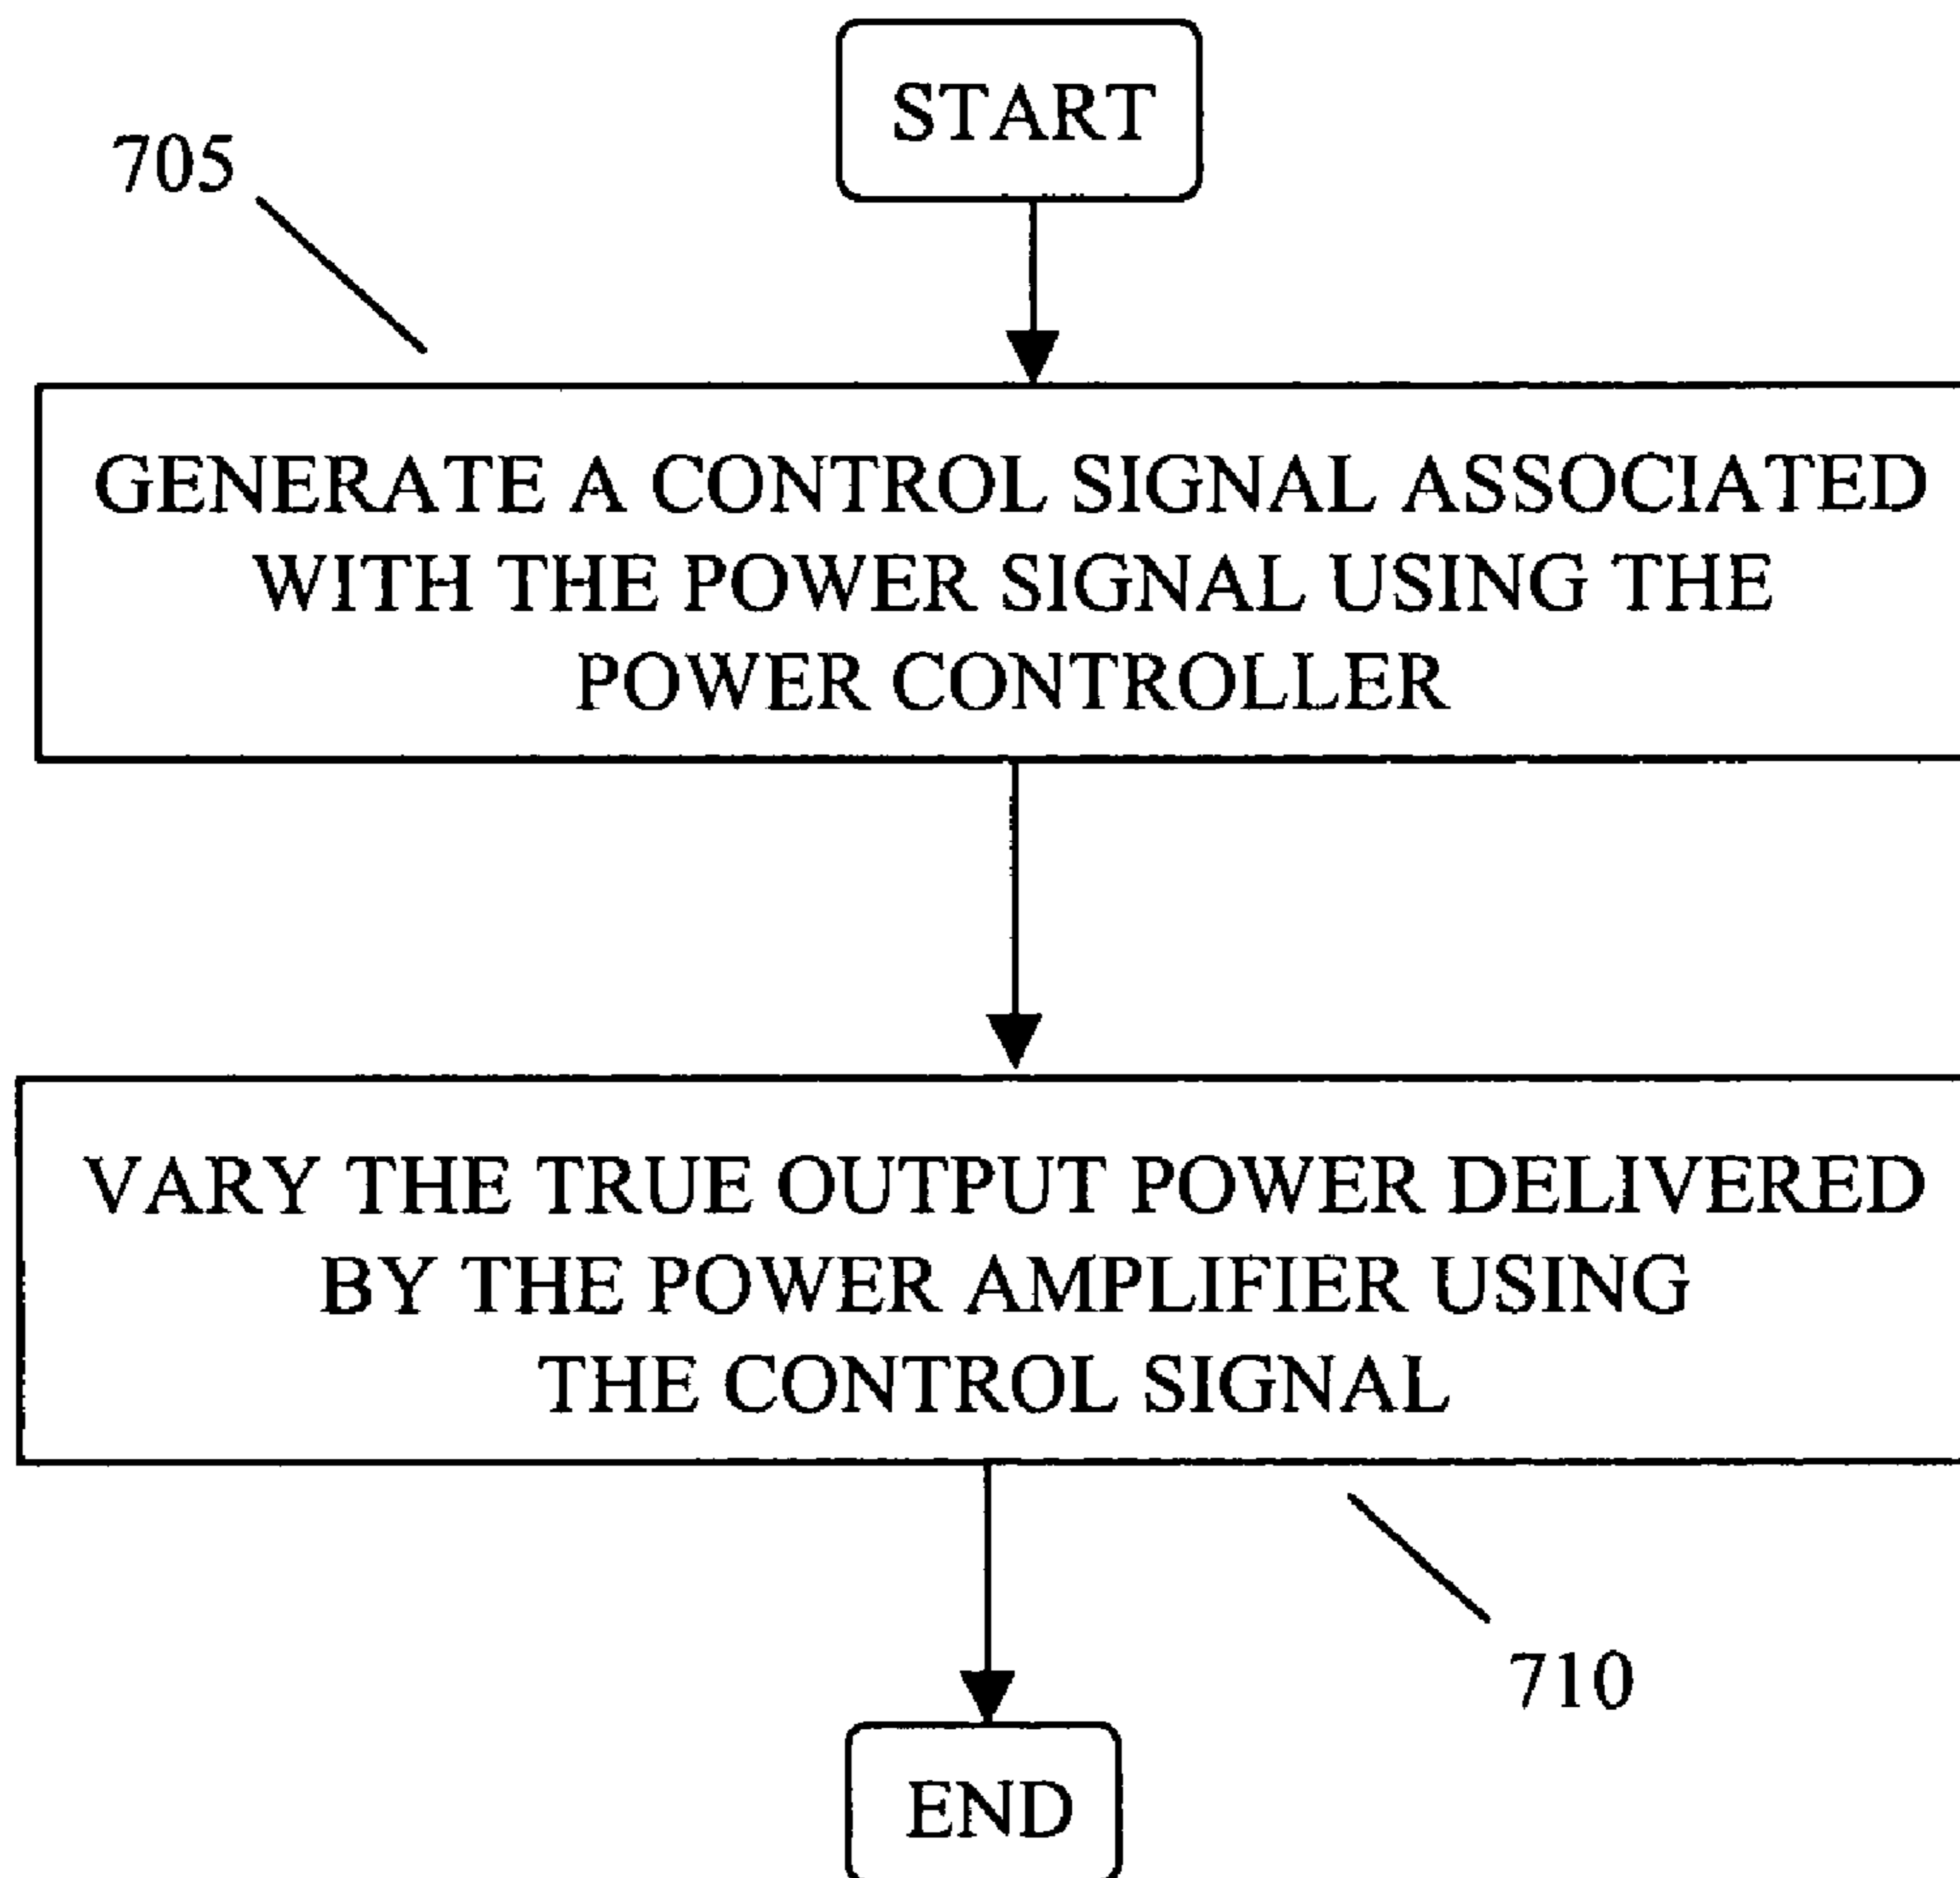 START
705
GENERATE A CONTROL SIGNAL ASSOCIATED
WITH THE POWER SIGNAL USING THE
POWER CONTROLLER
VARY THE TRUE OUTPUT POWER DELIVERED
BY THE POWER AMPLIFIER USING
THE CONTROL SIGNAL
710
END